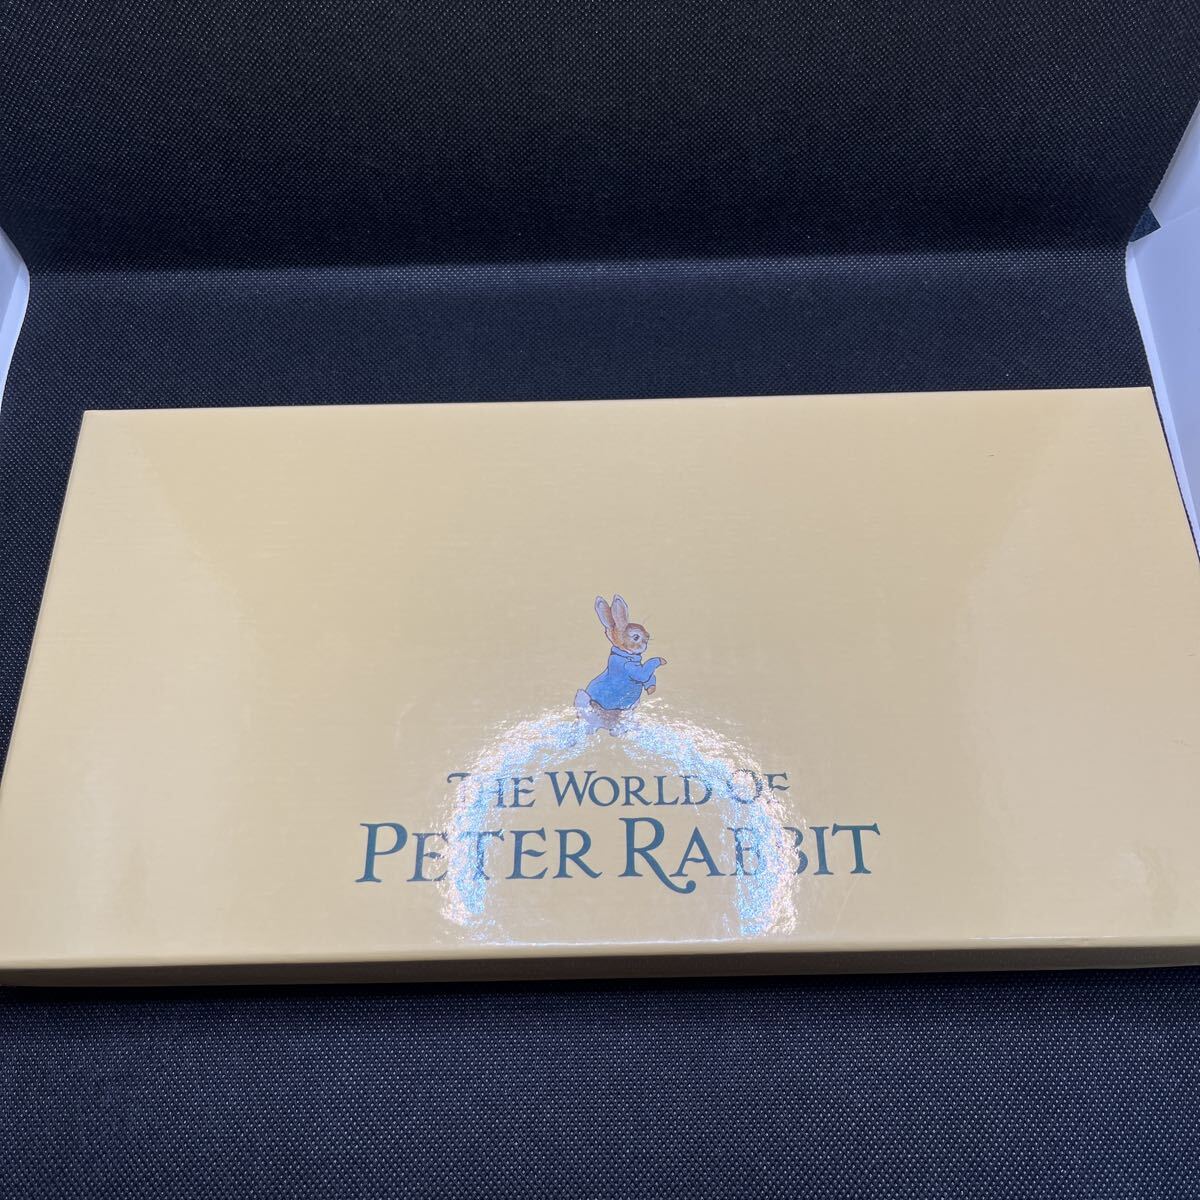 THE WORLD OF
PETER RABBIT